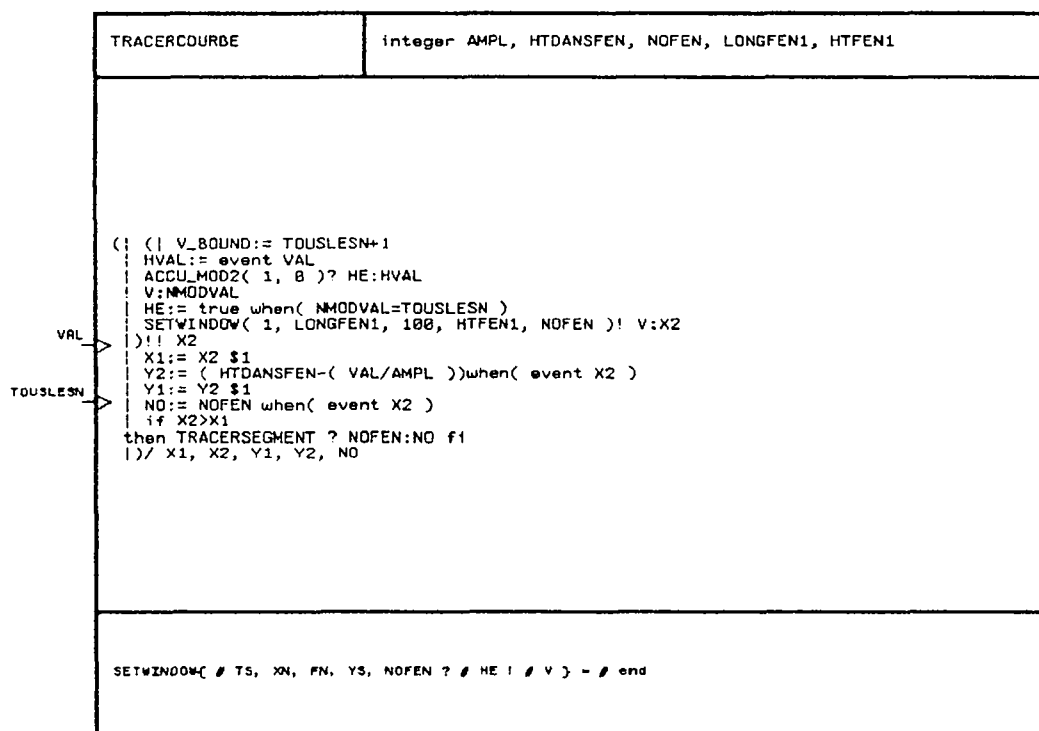 TRACERCOURBE
integer AMPL, HTDANSFEN, NOFEN, LONGFEN1, HTFEN1
(| (| V_BOUND:= TOUSLESN+1
| HVAL:= event VAL
| ACCU_MOD2( 1, 0 )? HE:HVAL
! V:NMODVAL
| HE:= true when( NMODVAL=TOUSLESN )
| SETWINDOW( 1, LONGFEN1, 100, HTFEN1, NOFEN )! V:X2
VAL
|)!! X2
| X1:= X2 $1
| Y2:= ( HTDANSFEN-( VAL/AMPL ))when( event X2 )
TOUSLESN
| Y1:= Y2 $1
| NO:= NOFEN when( event X2 )
| if X2>X1
then TRACERSEGMENT ? NOFEN:NO fi
|)/ X1, X2, Y1, Y2, NO
SETWINDOW{ # TS, XN, FN, YS, NOFEN ? # HE ! # V } = # end